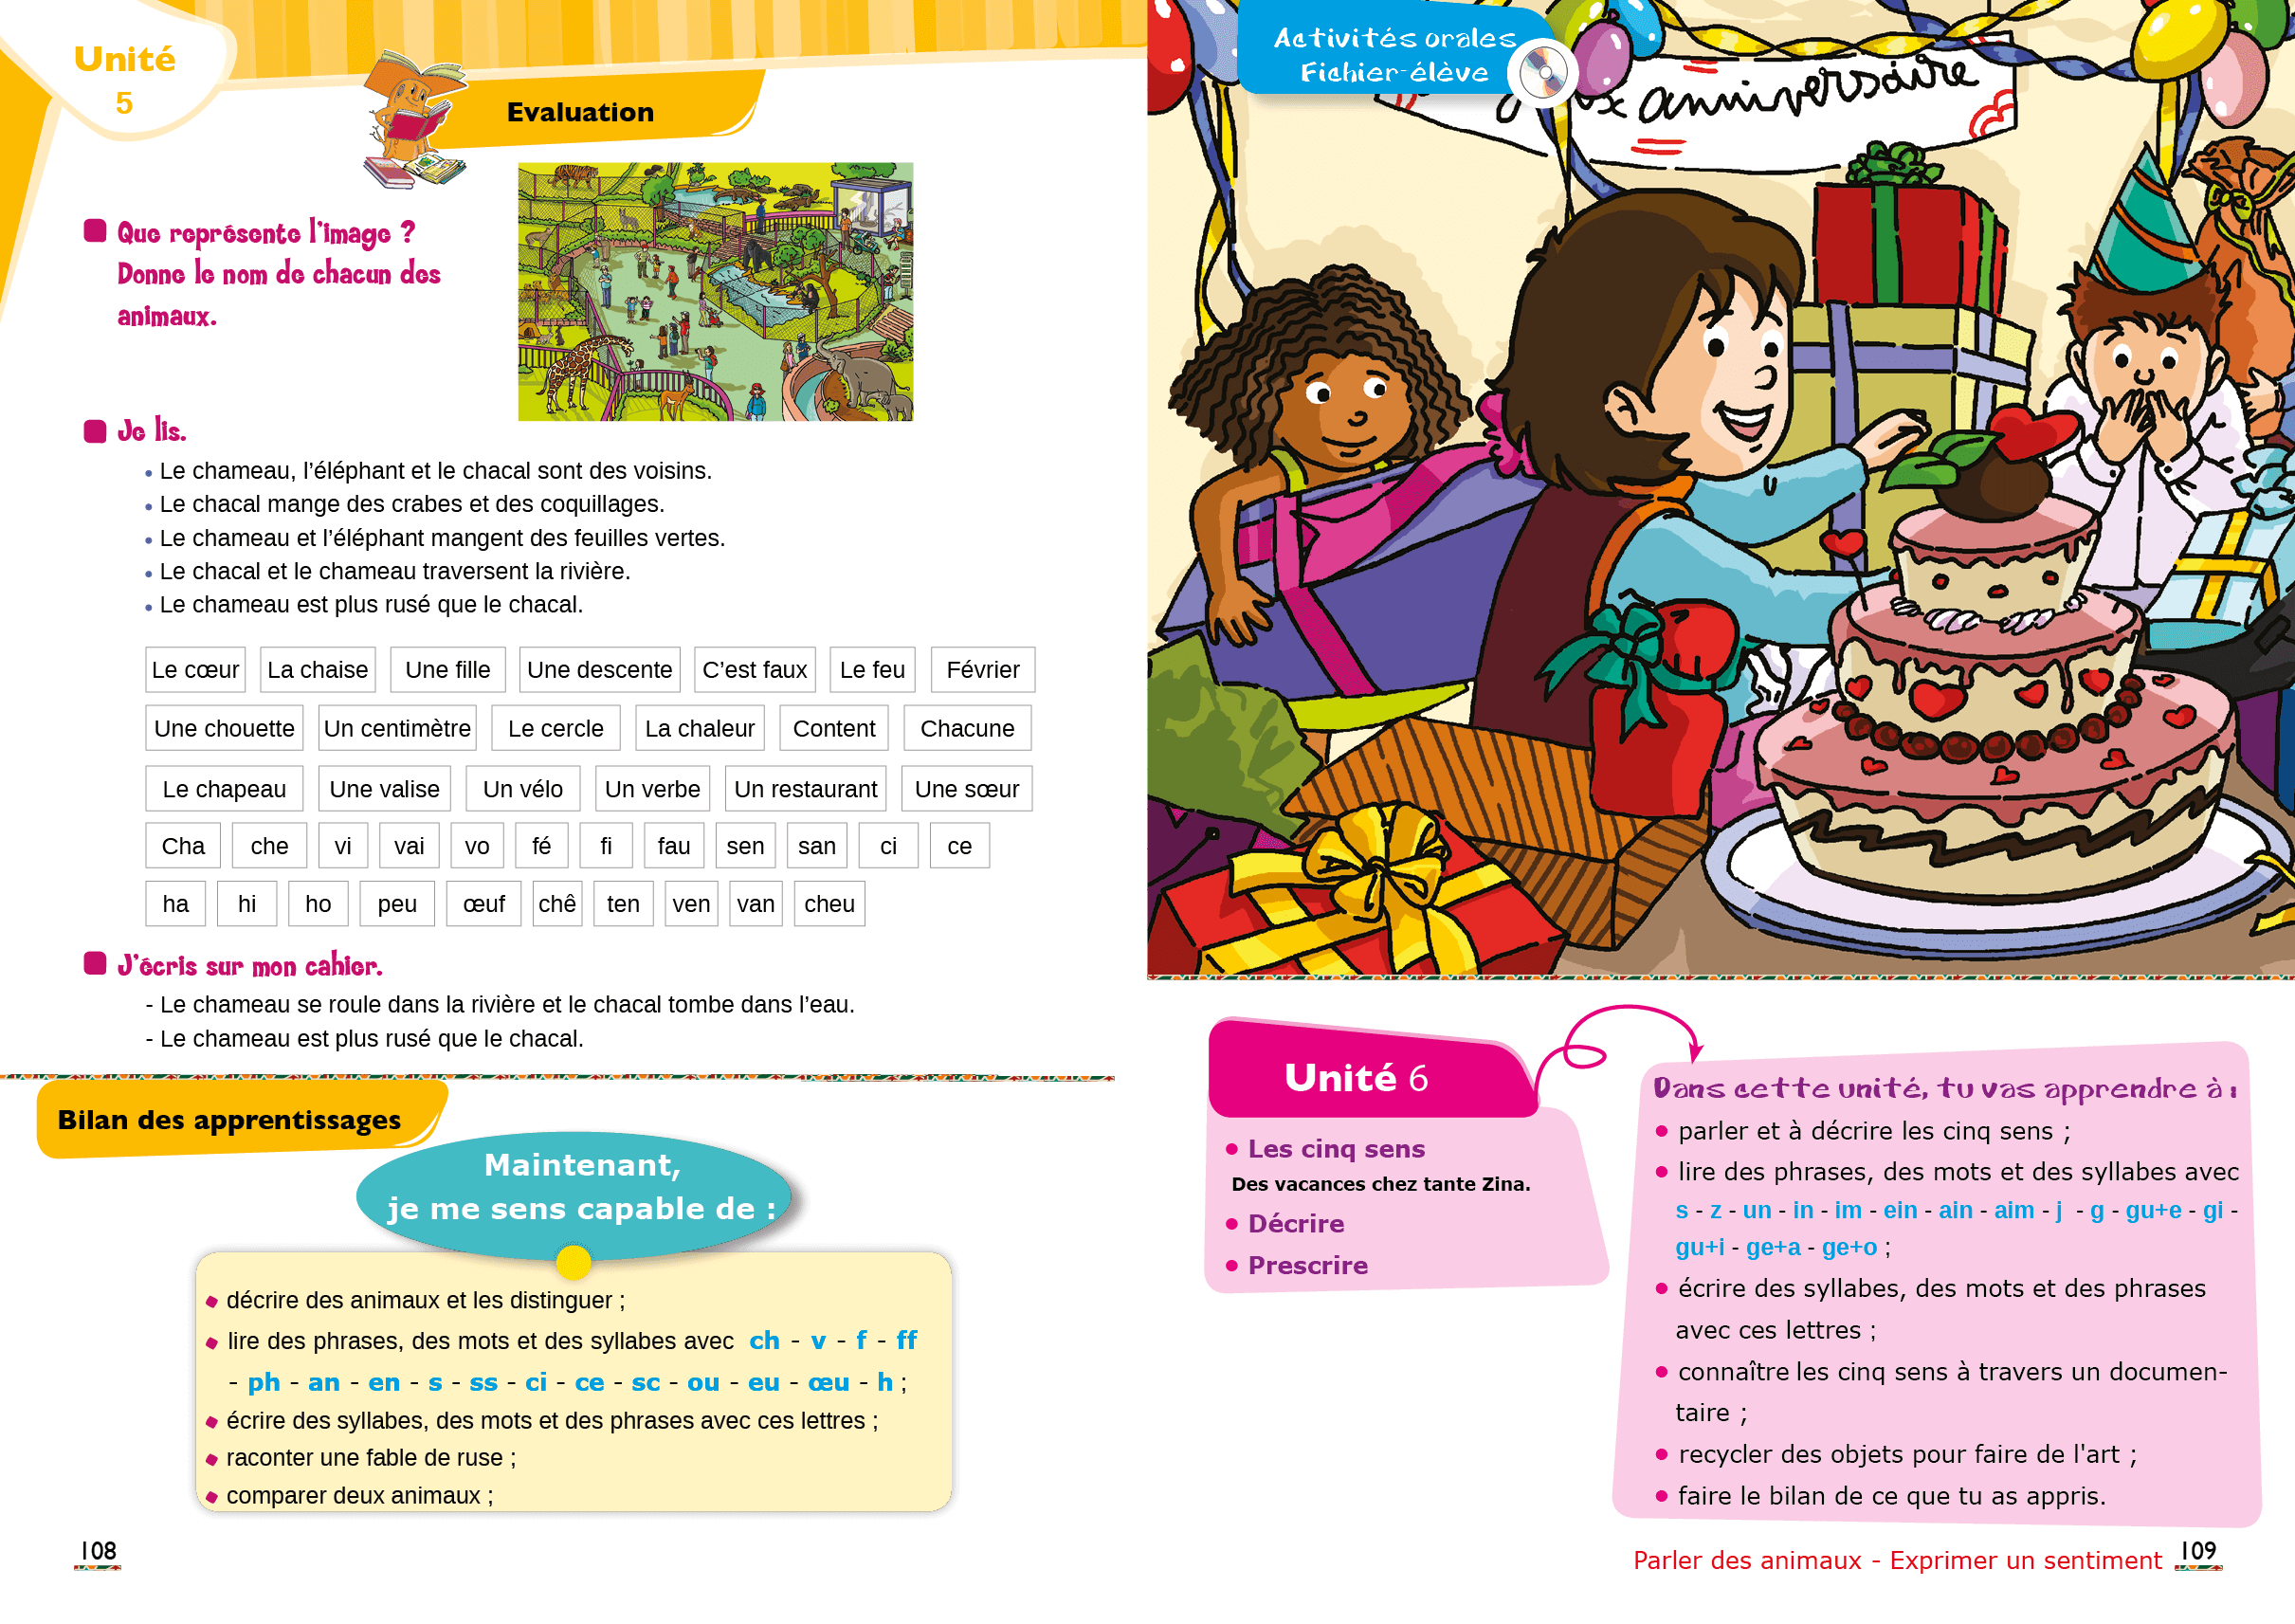 Unité
5
Evaluation
Que représente l'image ?
Donne le nom de chacun des
animaux.
Je lis.
• Le chameau, l’éléphant et le chacal sont des voisins.
• Le chacal mange des crabes et des coquillages.
• Le chameau et l’éléphant mangent des feuilles vertes.
• Le chacal et le chameau traversent la rivière.
• Le chameau est plus rusé que le chacal.
Le cœur La chaise Une fille Une descente C’est faux Le feu Février
Une chouette Un centimètre Le cercle La chaleur Content Chacune
Le chapeau Une valise Un vélo Un verbe Un restaurant Une sœur
Cha che vi vai vo fé fi fau sen san ci ce
ha hi ho peu œuf chê ten ven van cheu
J'écris sur mon cahier.
- Le chameau se roule dans la rivière et le chacal tombe dans l’eau.
- Le chameau est plus rusé que le chacal.
Bilan des apprentissages
Maintenant,
je me sens capable de :
décrire des animaux et les distinguer ;
lire des phrases, des mots et des syllabes avec ch - v - f - ff
- ph - an - en - s - ss - ci - ce - sc - ou - eu - œu - h ;
écrire des syllabes, des mots et des phrases avec ces lettres ;
raconter une fable de ruse ;
comparer deux animaux ;
108
Activités orales
Fichier-élève
anniversaire
Unité 6
• Les cinq sens
Des vacances chez tante Zina.
• Décrire
• Prescrire
Dans cette unité, tu vas apprendre à :
• parler et à décrire les cinq sens ;
• lire des phrases, des mots et des syllabes avec
s - z - un - in - im - ein - ain - aim - j - g - gu+e - gi -
gu+i - ge+a - ge+o ;
• écrire des syllabes, des mots et des phrases
avec ces lettres ;
• connaître les cinq sens à travers un documen-
taire ;
• recycler des objets pour faire de l'art ;
• faire le bilan de ce que tu as appris.
Parler des animaux - Exprimer un sentiment 109